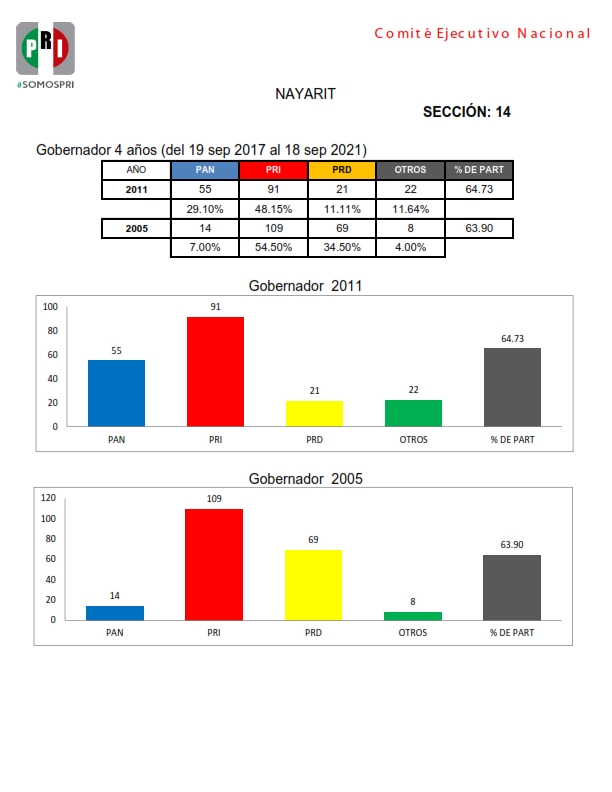 Comité Ejecutivo Nacional
PRI
#SOMOSPRI
NAYARIT
SECCIÓN: 14
Gobernador 4 años (del 19 sep 2017 al 18 sep 2021)
AÑO PAN PRI PRD OTROS % DE PART
2011 55 91 21 22 64.73
29.10% 48.15% 11.11% 11.64%
2005 14 109 69 8 63.90
7.00% 54.50% 34.50% 4.00%
Gobernador 2011
100
80
60
40
20
0
55
91
21
22
64.73
PAN PRI PRD OTROS % DE PART
Gobernador 2005
120
100
80
60
40
20
0
14
109
69
8
63.90
PAN PRI PRD OTROS % DE PART